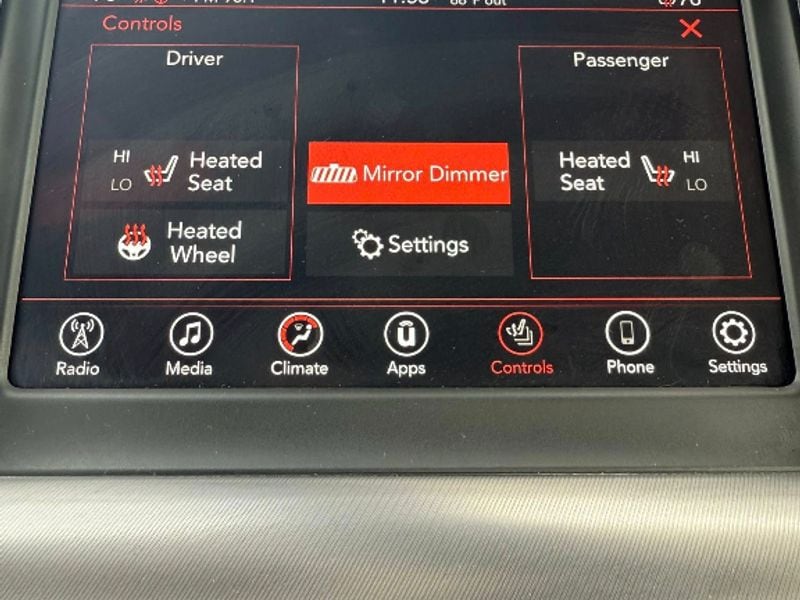 Controls
Driver
Passenger
HI
LO
Heated
Seat
Mirror Dimmer
Heated
Seat
HI
LO
Heated
Wheel
Settings
Radio
Media
Climate
u
Apps
Controls
Phone
Settings